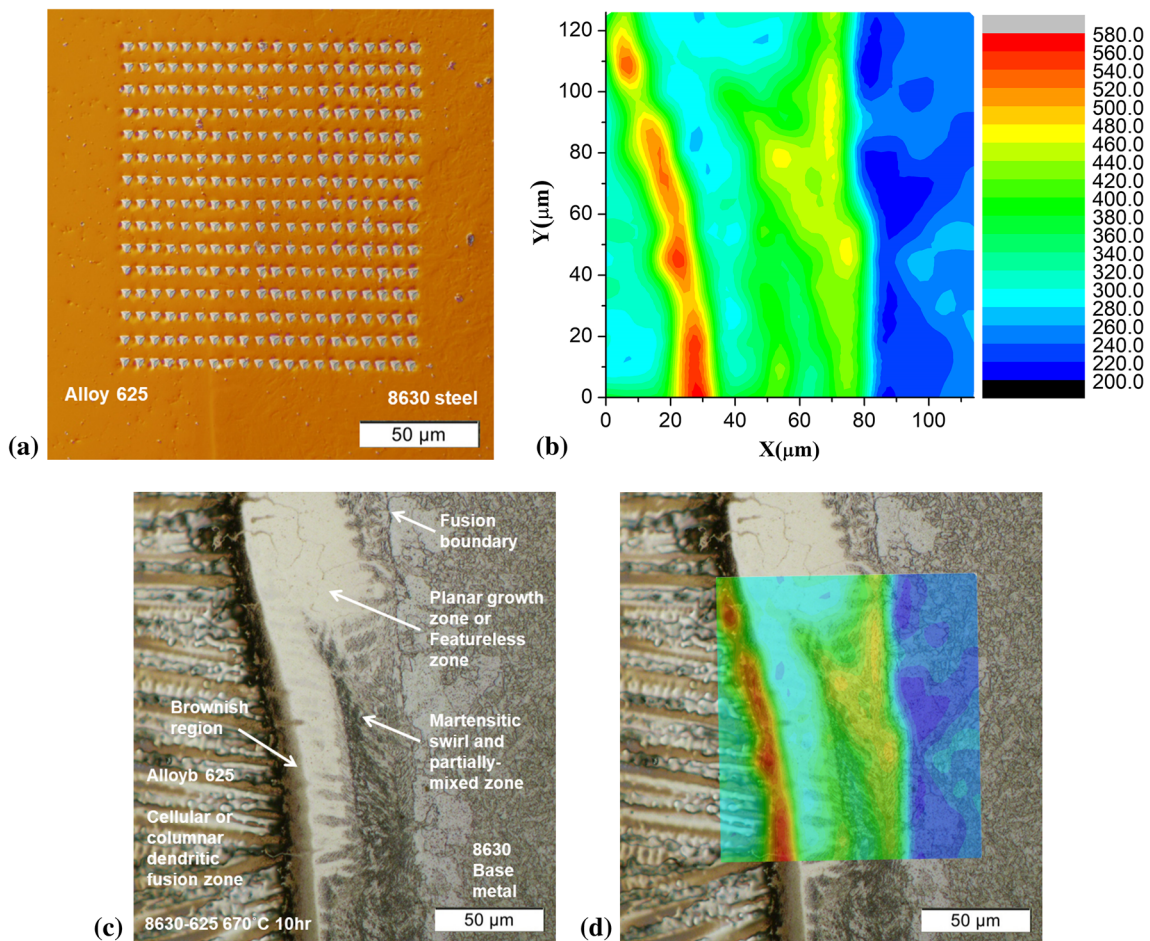 Alloy 625
8630 steel
50 µm
(a)
120
100
80
60
40
20
0
Y(µm)
0
20
40
60
80
100
X(µm)
(b)
580.0
560.0
540.0
520.0
500.0
480.0
460.0
440.0
420.0
400.0
380.0
360.0
340.0
320.0
300.0
280.0
260.0
240.0
220.0
200.0
Fusion
boundary
Planar growth
zone or
Featureless
zone
Brownish
region
Martensitic
swirl and
partially-
mixed zone
Alloyb 625
Cellular or
columnar
dendritic
fusion zone
8630
Base
metal
8630-625 670°C 10hr
50 µm
(c)
50 µm
(d)